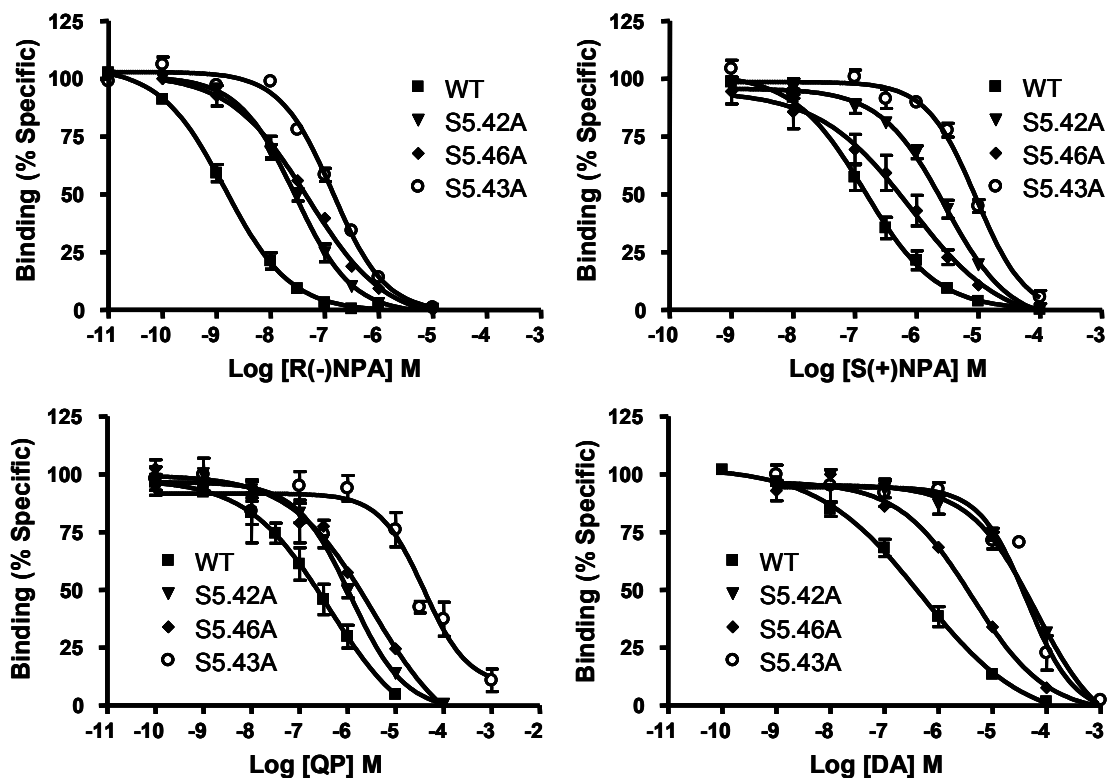 125
100
75
50
25
0
Binding (% Specific)
WT
S5.42A
S5.46A
S5.43A
-11 -10 -9 -8 -7 -6 -5 -4 -3
Log [R(-)NPA] M
125
100
75
50
25
0
Binding (% Specific)
WT
S5.42A
S5.46A
S5.43A
-10 -9 -8 -7 -6 -5 -4 -3
Log [S(+)NPA] M
125
100
75
50
25
0
Binding (% Specific)
WT
S5.42A
S5.46A
S5.43A
-11 -10 -9 -8 -7 -6 -5 -4 -3 -2
Log [QP] M
125
100
75
50
25
0
Binding (% Specific)
WT
S5.42A
S5.46A
S5.43A
-11 -10 -9 -8 -7 -6 -5 -4 -3
Log [DA] M